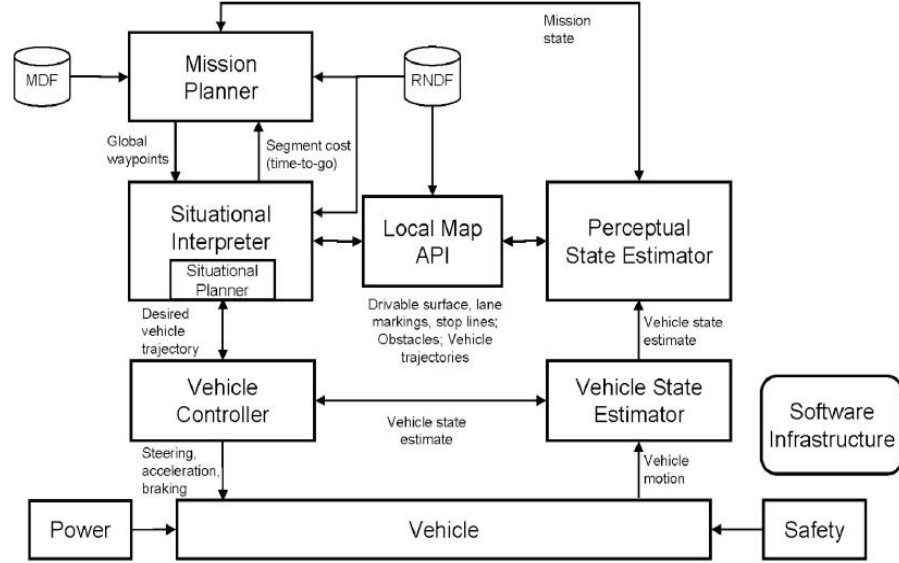 Mission
state
MDF
Mission
Planner
RNDF
Global
waypoints
Segment cost
(time-to-go)
Situational
Interpreter
Situational
Planner
Local Map
API
Perceptual
State Estimator
Desired
vehicle
trajectory
Drivable surface, lane
markings, stop lines;
Obstacles; Vehicle
trajectories
Vehicle state
estimate
Vehicle
Controller
Vehicle state
estimate
Vehicle State
Estimator
Software
Infrastructure
Steering,
acceleration,
braking
Vehicle
motion
Power
Vehicle
Safety